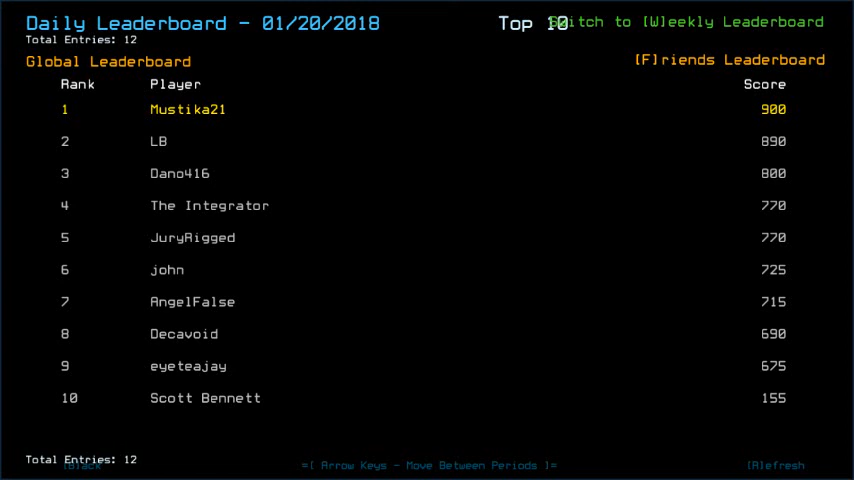 Daily Leaderboard - 01/20/2018 Top 10 Switch to [W]eekly Leaderboard
Total Entries: 12
Global Leaderboard [F]riends Leaderboard
Rank Player Score
1 Mustika21 900
2 LB 890
3 Dano416 800
4 The Integrator 770
5 JuryRigged 770
6 john 725
7 AngelFalse 715
8 Decavoid 690
9 eyeteajay 675
10 Scott Bennett 155
Total Entries: 12
[B]ack =[ Arrow Keys - Move Between Periods ]= [R]efresh